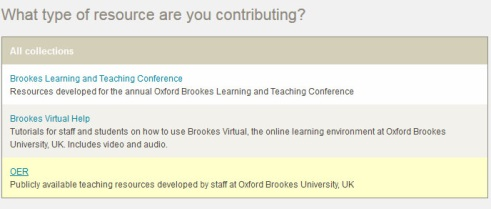 What type of resource are you contributing?
All collections
Brookes Learning and Teaching Conference
Resources developed for the annual Oxford Brookes Learning and Teaching Conference
Brookes Virtual Help
Tutorials for staff and students on how to use Brookes Virtual, the online learning environment at Oxford Brookes
University, UK. Includes video and audio.
OER
Publicly available teaching resources developed by staff at Oxford Brookes University, UK